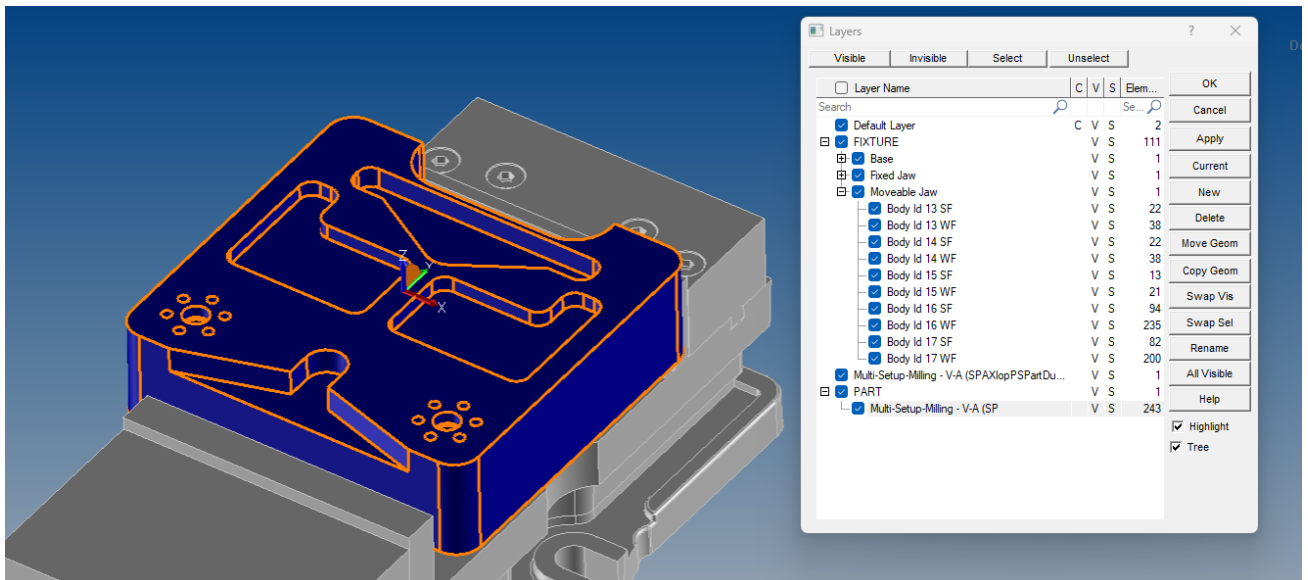 Layers
? ×
De
Visible Invisible Select Unselect
Layer Name C V S Elem...
Search Se...
Default Layer C V S 2
FIXTURE V S 111
Base V S 1
Fixed Jaw V S 1
Moveable Jaw V S 1
Body Id 13 SF V S 22
Body Id 13 WF V S 38
Body Id 14 SF V S 22
Body Id 14 WF V S 38
Body Id 15 SF V S 13
Body Id 15 WF V S 21
Body Id 16 SF V S 94
Body Id 16 WF V S 235
Body Id 17 SF V S 82
Body Id 17 WF V S 200
Multi-Setup-Milling - V-A (SPAXIopPSPartDu... V S 1
PART V S 1
Multi-Setup-Milling - V-A (SP V S 243
OK
Cancel
Apply
Current
New
Delete
Move Geom
Copy Geom
Swap Vis
Swap Sel
Rename
All Visible
Help
Highlight
Tree
Z
Y
X